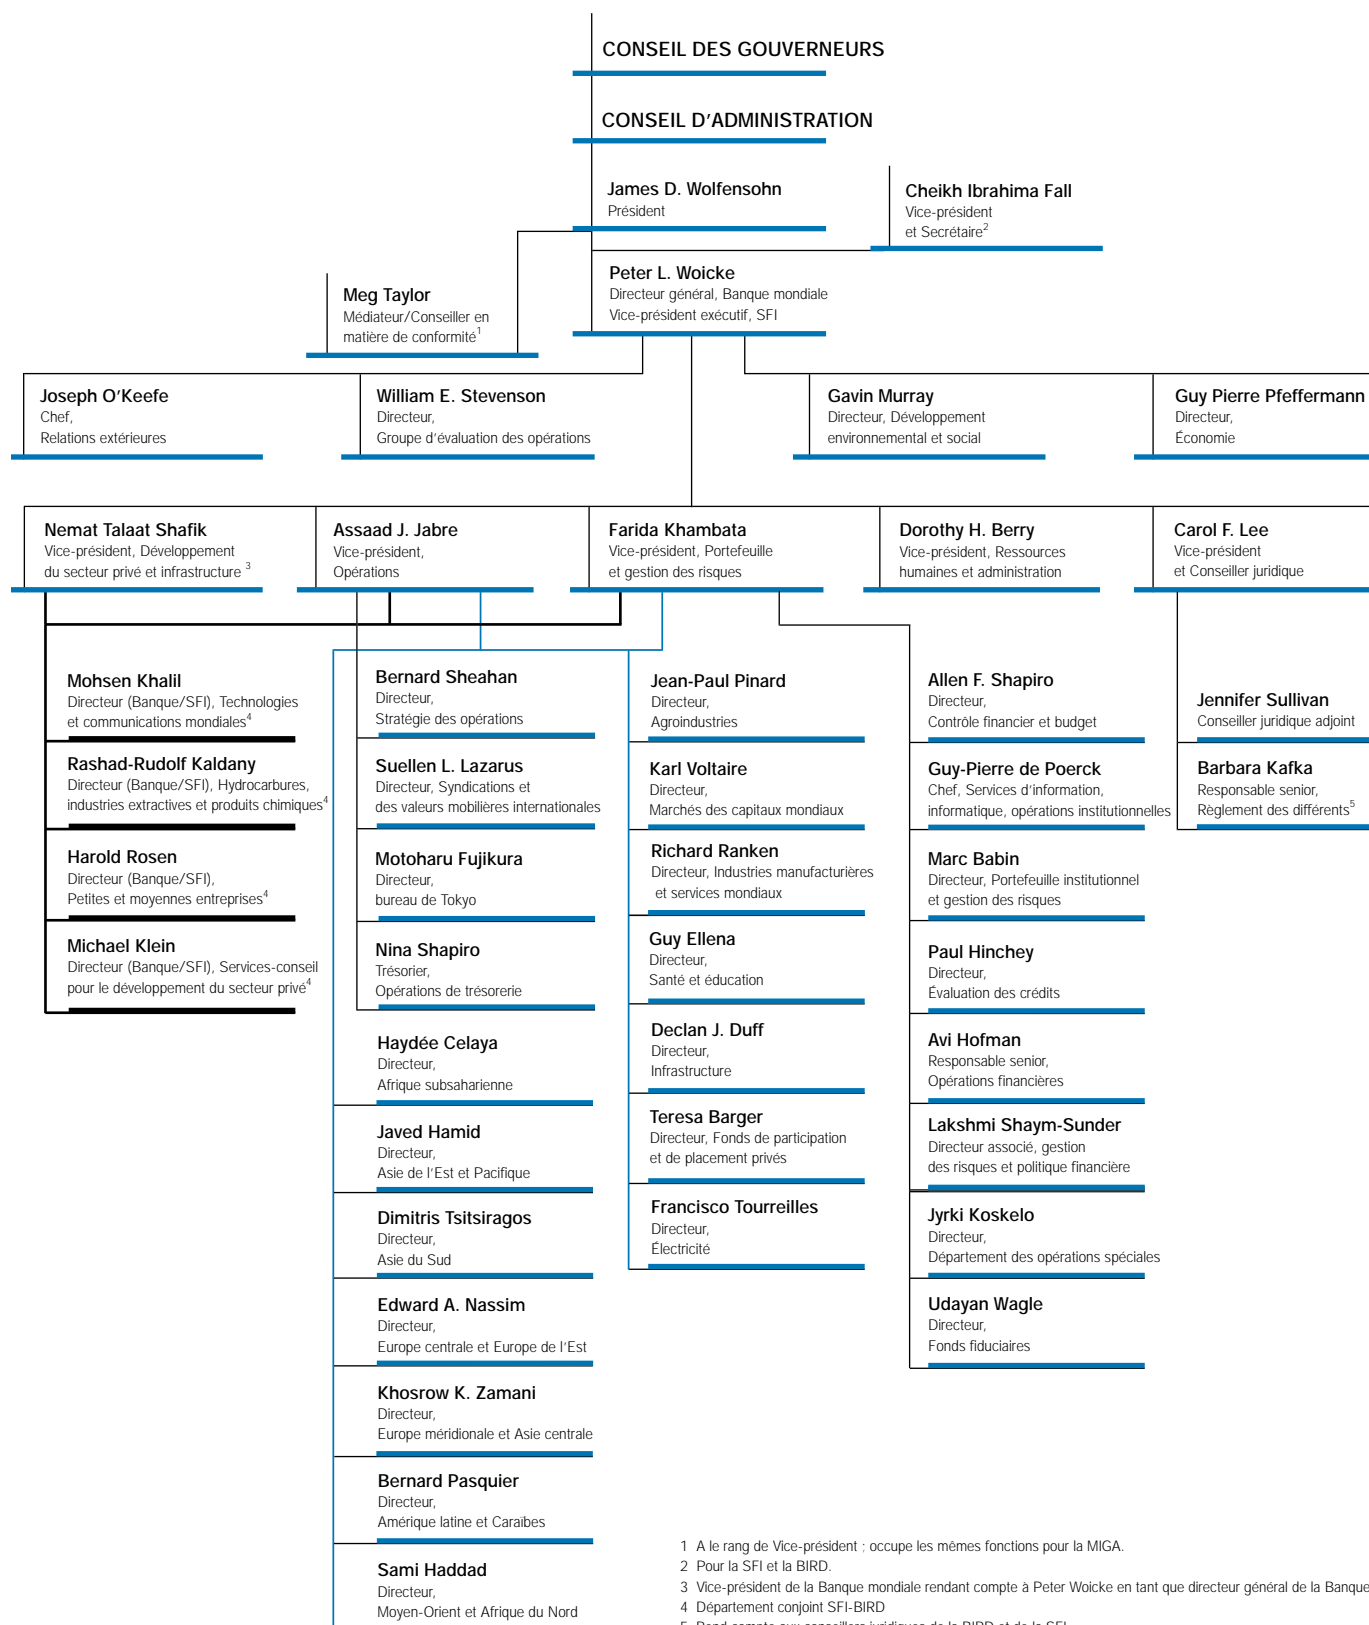 CONSEIL DES GOUVERNEURS
CONSEIL D'ADMINISTRATION
James D. Wolfensohn
Président
Cheikh Ibrahima Fall
Vice-président
et Secrétaire2
Peter L. Woicke
Directeur général, Banque mondiale
Vice-président exécutif, SFI
Meg Taylor
Médiateur/Conseiller en
matière de conformité1
Joseph O'Keefe
Chef,
Relations extérieures
William E. Stevenson
Directeur,
Groupe d'évaluation des opérations
Gavin Murray
Directeur, Développement
environnemental et social
Guy Pierre Pfeffermann
Directeur,
Économie
Nemat Talaat Shafik
Vice-président, Développement
du secteur privé et infrastructure 3
Assaad J. Jabre
Vice-président,
Opérations
Farida Khambata
Vice-président, Portefeuille
et gestion des risques
Dorothy H. Berry
Vice-président, Ressources
humaines et administration
Carol F. Lee
Vice-président
et Conseiller juridique
Mohsen Khalil
Directeur (Banque/SFI), Technologies
et communications mondiales4
Rashad-Rudolf Kaldany
Directeur (Banque/SFI), Hydrocarbures,
industries extractives et produits chimiques4
Harold Rosen
Directeur (Banque/SFI),
Petites et moyennes entreprises4
Michael Klein
Directeur (Banque/SFI), Services-conseil
pour le développement du secteur privé4
Bernard Sheahan
Directeur,
Stratégie des opérations
Suellen L. Lazarus
Directeur, Syndications et
des valeurs mobilières internationales
Motoharu Fujikura
Directeur,
bureau de Tokyo
Nina Shapiro
Trésorier,
Opérations de trésorerie
Haydée Celaya
Directeur,
Afrique subsaharienne
Javed Hamid
Directeur,
Asie de l'Est et Pacifique
Dimitris Tsitsiragos
Directeur,
Asie du Sud
Edward A. Nassim
Directeur,
Europe centrale et Europe de l'Est
Khosrow K. Zamani
Directeur,
Europe méridionale et Asie centrale
Bernard Pasquier
Directeur,
Amérique latine et Caraïbes
Sami Haddad
Directeur,
Moyen-Orient et Afrique du Nord
Jean-Paul Pinard
Directeur,
Agroindustries
Karl Voltaire
Directeur,
Marchés des capitaux mondiaux
Richard Ranken
Directeur, Industries manufacturières
et services mondiaux
Guy Ellena
Directeur,
Santé et éducation
Declan J. Duff
Directeur,
Infrastructure
Teresa Barger
Directeur, Fonds de participation
et de placement privés
Francisco Tourreilles
Directeur,
Électricité
Allen F. Shapiro
Directeur,
Contrôle financier et budget
Guy-Pierre de Poerck
Chef, Services d'information,
informatique, opérations institutionnelles
Marc Babin
Directeur, Portefeuille institutionnel
et gestion des risques
Paul Hinchey
Directeur,
Évaluation des crédits
Avi Hofman
Responsable senior,
Opérations financières
Lakshmi Shaym-Sunder
Directeur associé, gestion
des risques et politique financière
Jyrki Koskelo
Directeur,
Département des opérations spéciales
Udayan Wagle
Directeur,
Fonds fiduciaires
Jennifer Sullivan
Conseiller juridique adjoint
Barbara Kafka
Responsable senior,
Règlement des différents5
1 A le rang de Vice-président ; occupe les mêmes fonctions pour la MIGA.
2 Pour la SFI et la BIRD.
3 Vice-président de la Banque mondiale rendant compte à Peter Woicke en tant que directeur général de la Banque
4 Département conjoint SFI-BIRD
5 Rend compte aux conseillers juridiques de la BIRD et de la SFI